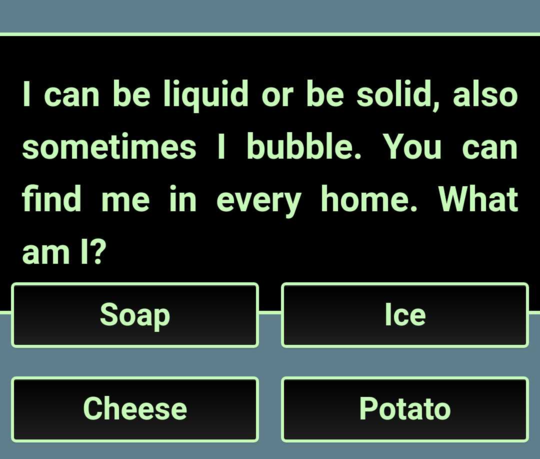 I can be liquid or be solid, also
sometimes I bubble. You can
find me in every home. What
am I?
Soap
Ice
Cheese
Potato